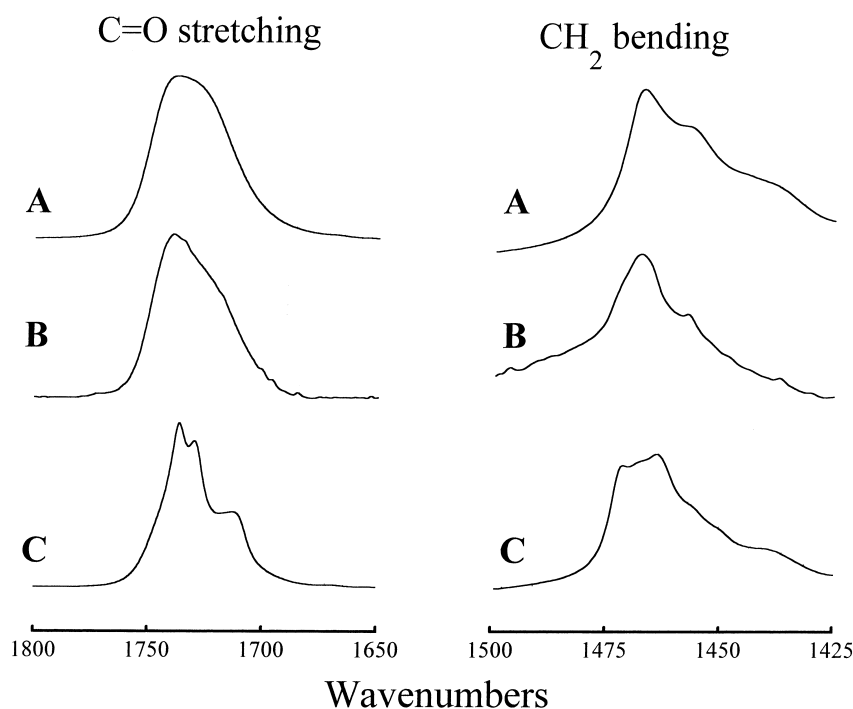 C=O stretching
CH2 bending
A
A
B
B
C
C
1800 1750 1700 1650
1500 1475 1450 1425
Wavenumbers